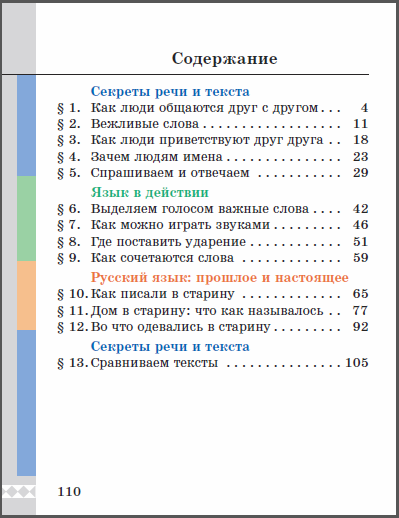 Содержание
Секреты речи и текста
§ 1. Как люди общаются друг с другом . . . 4
§ 2. Вежливые слова . . . . . . . . . . . . . . . . . 11
§ 3. Как люди приветствуют друг друга . . 18
§ 4. Зачем людям имена . . . . . . . . . . . . . . 23
§ 5. Спрашиваем и отвечаем . . . . . . . . . . 29
Язык в действии
§ 6. Выделяем голосом важные слова . . . . 42
§ 7. Как можно играть звуками . . . . . . . . 46
§ 8. Где поставить ударение . . . . . . . . . . . 51
§ 9. Как сочетаются слова . . . . . . . . . . . . 59
Русский язык: прошлое и настоящее
§ 10. Как писали в старину . . . . . . . . . . . . 65
§ 11. Дом в старину: что как называлось . . 77
§ 12. Во что одевались в старину . . . . . . . . 92
Секреты речи и текста
§ 13. Сравниваем тексты . . . . . . . . . . . . . . 105
110